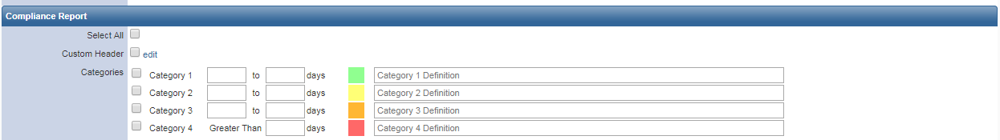 Compliance Report
Select All
Custom Header edit
Categories Category 1 to days Category 1 Definition
Category 2 to days Category 2 Definition
Category 3 to days Category 3 Definition
Category 4 Greater Than days Category 4 Definition